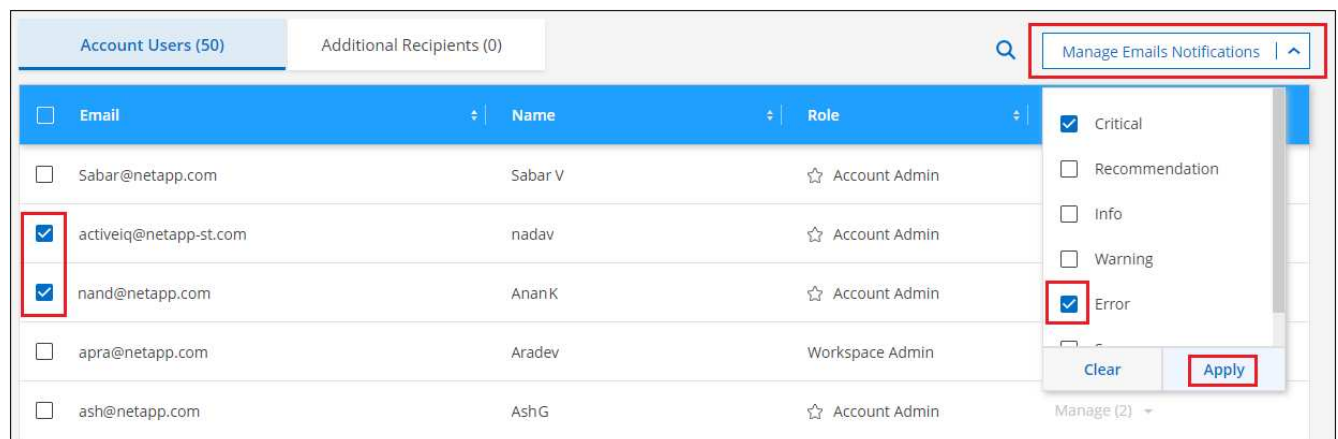 Account Users (50) Additional Recipients (0) Manage Emails Notifications
Email Name Role
Critical
Recommendation
Sabar@netapp.com Sabar V Account Admin
Info
activeiq@netapp-st.com nadav Account Admin
Warning
nand@netapp.com AnanK Account Admin
Error
apra@netapp.com Aradev Workspace Admin
Clear Apply
ash@netapp.com AshG Account Admin Manage (2)